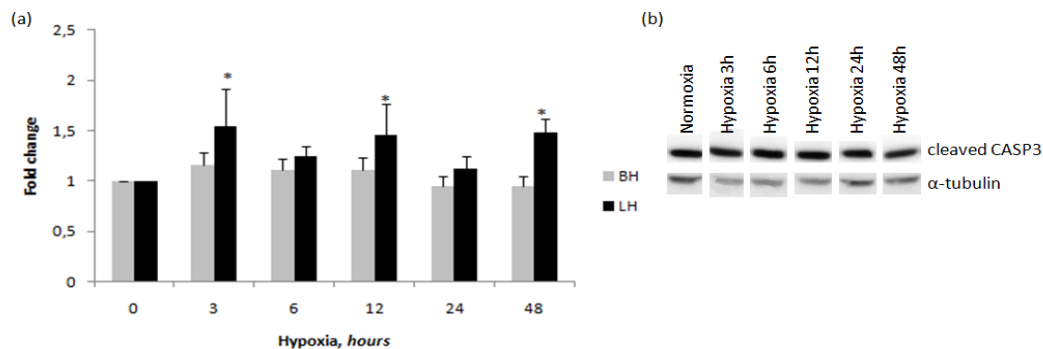 (a)
2,5
2
1,5
1
0,5
0
Fold change
*
*
*
0 3 6 12 24 48
Hypoxia, hours
BH
LH
(b)
Normoxia
Hypoxia 3h
Hypoxia 6h
Hypoxia 12h
Hypoxia 24h
Hypoxia 48h
cleaved CASP3
α-tubulin